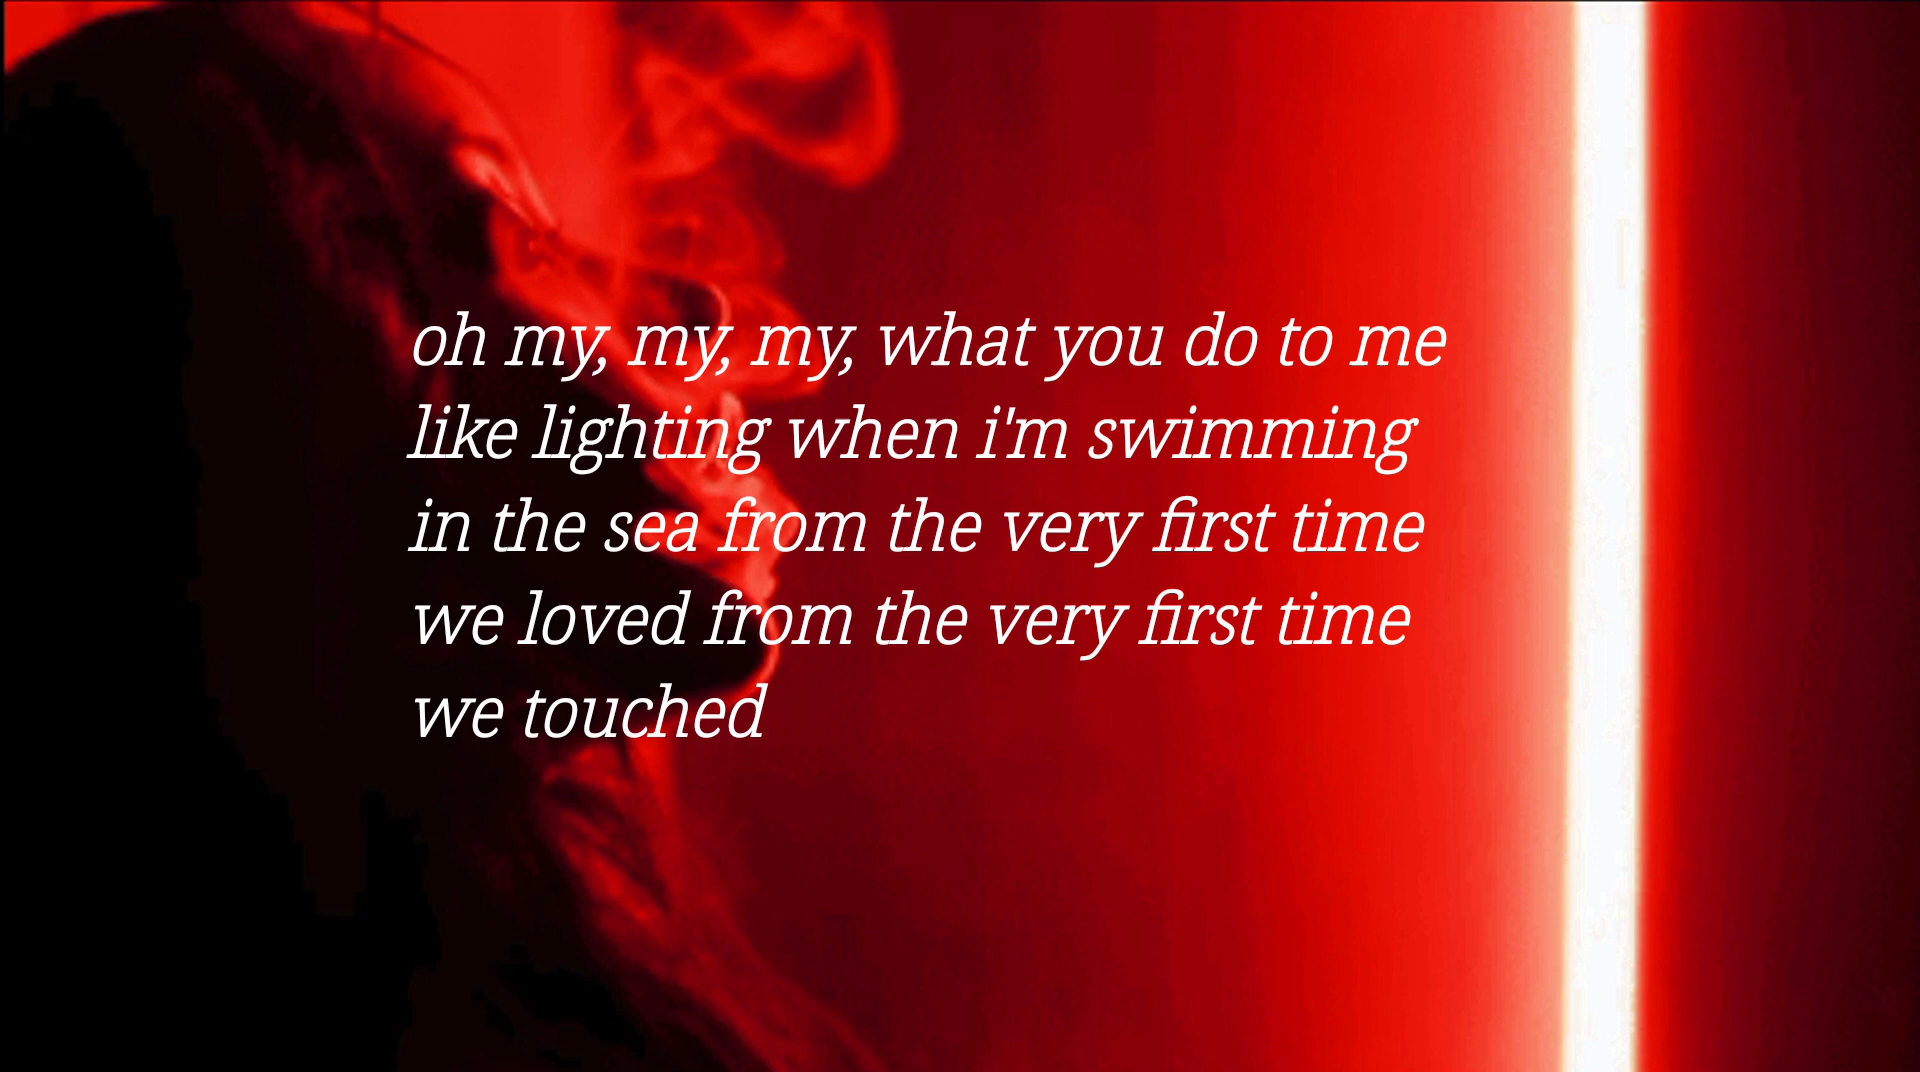 oh my, my, my, what you do to me
like lighting when i'm swimming
in the sea from the very first time
we loved from the very first time
we touched